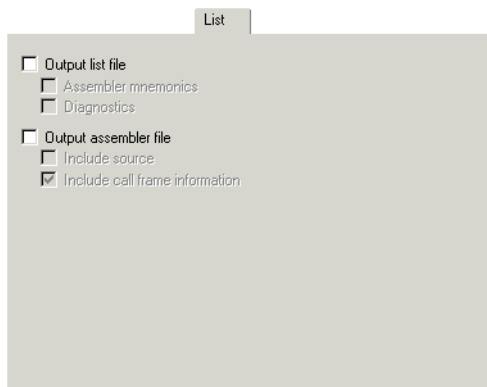 List
Output list file
Assembler mnemonics
Diagnostics
Output assembler file
Include source
Include call frame information